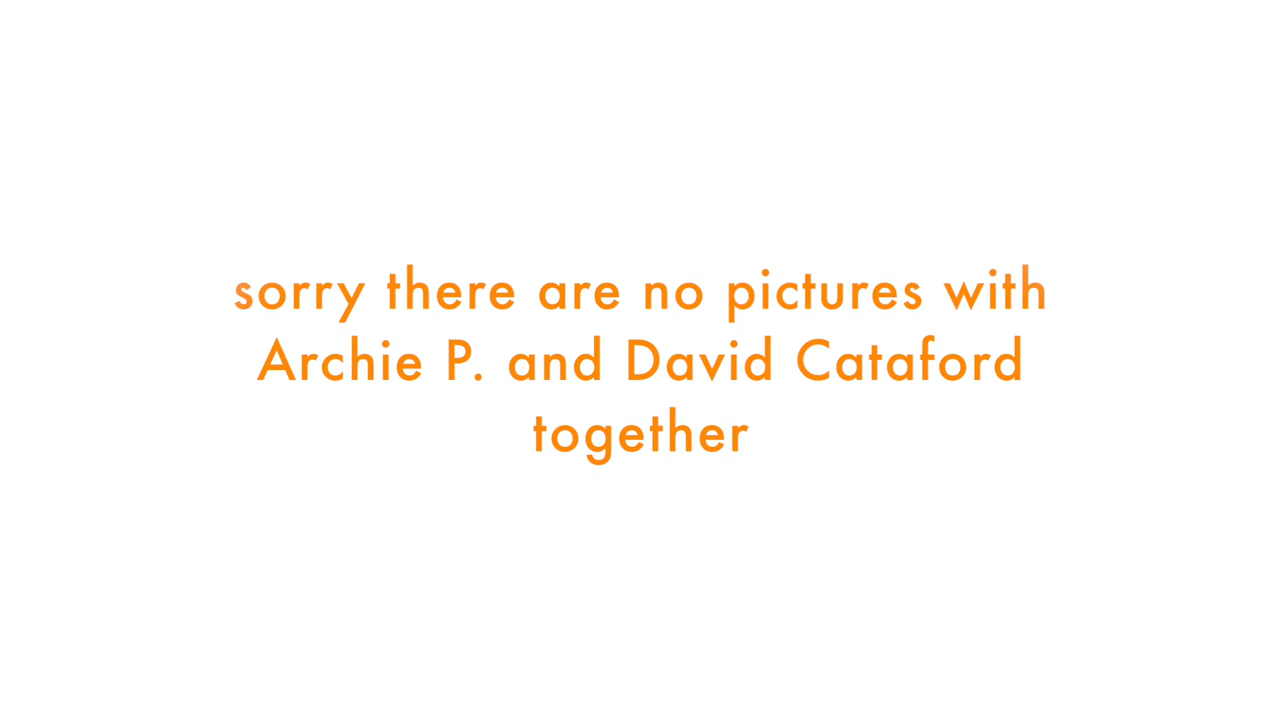 sorry there are no pictures with
Archie P. and David Cataford
together